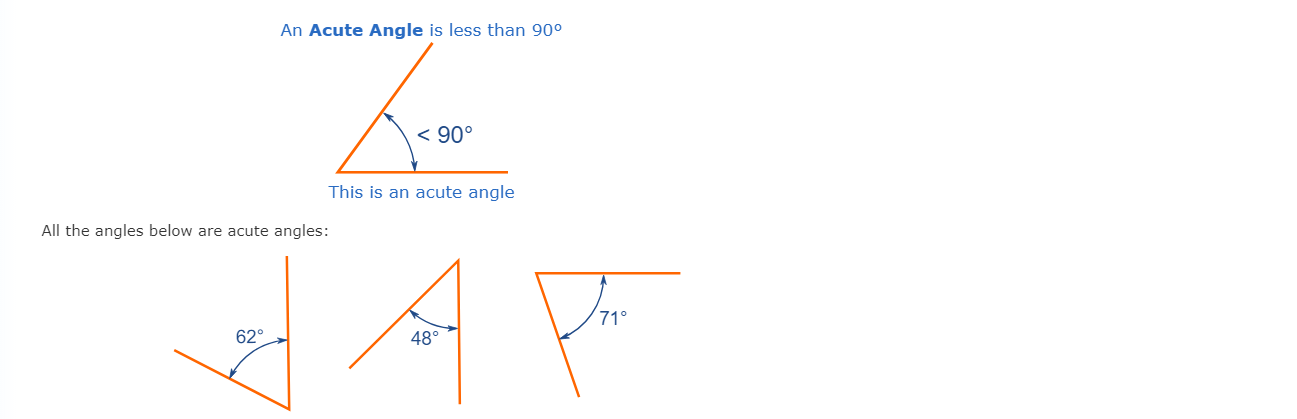 An Acute Angle is less than 90º
< 90°
This is an acute angle
All the angles below are acute angles:
62°
48°
71°